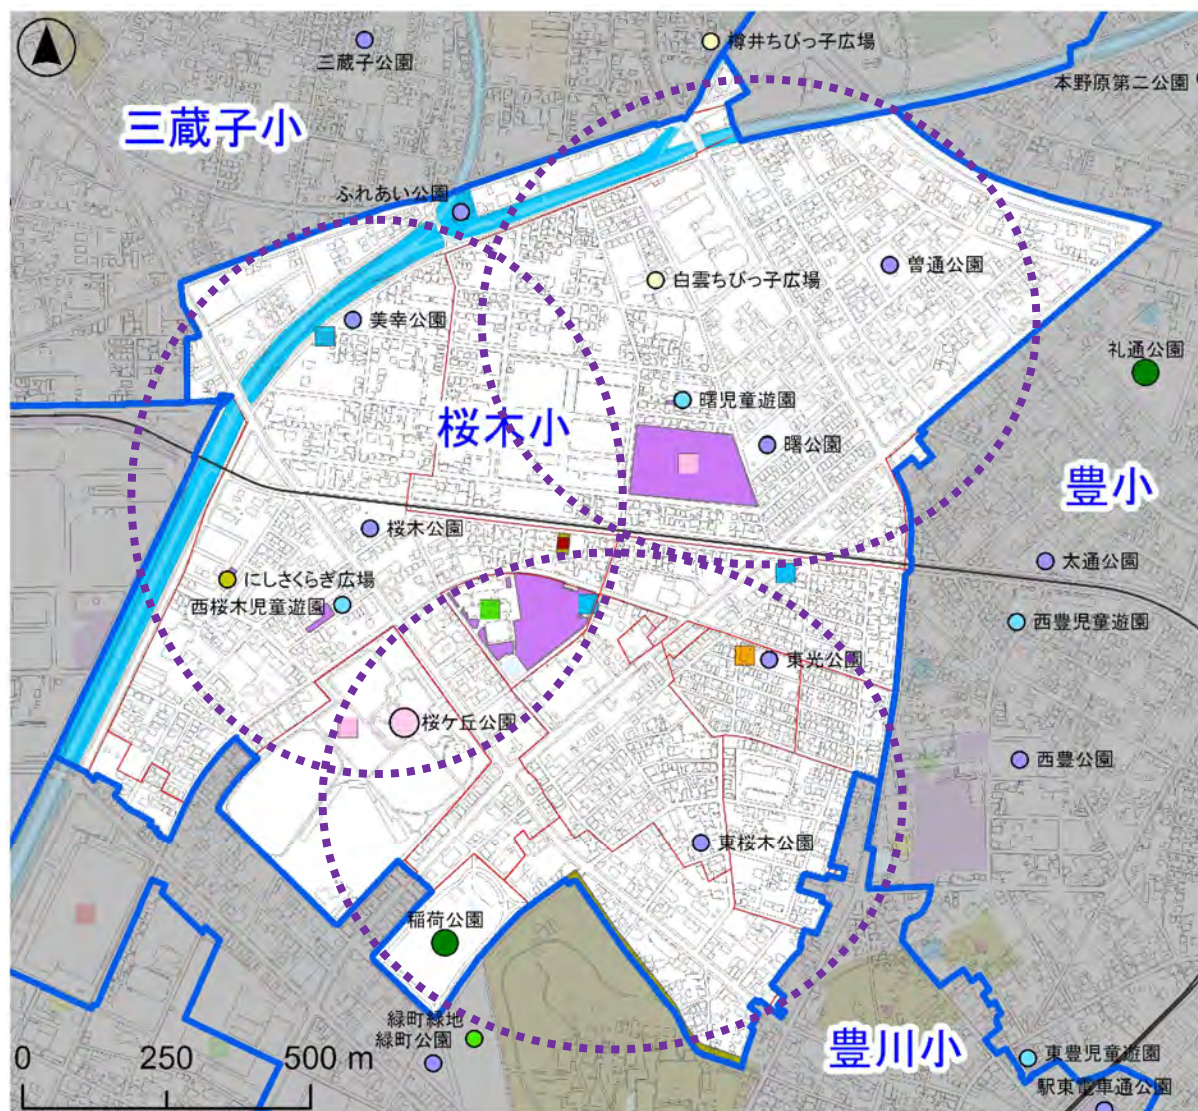 樽井ちびっ子広場
三蔵子公園
本野原第二公園
三蔵子小
ふれあい公園
白雲ちびっ子広場
曽通公園
美幸公園
礼通公園
曙児童遊園
桜木小
曙公園
豊小
桜木公園
太通公園
にしさくらぎ広場
西桜木児童遊園
西豊児童遊園
東光公園
桜ケ丘公園
西豊公園
東桜木公園
稲荷公園
緑町緑地
緑町公園
豊川小
東豊児童遊園
0 250 500 m
駅東電車通公園